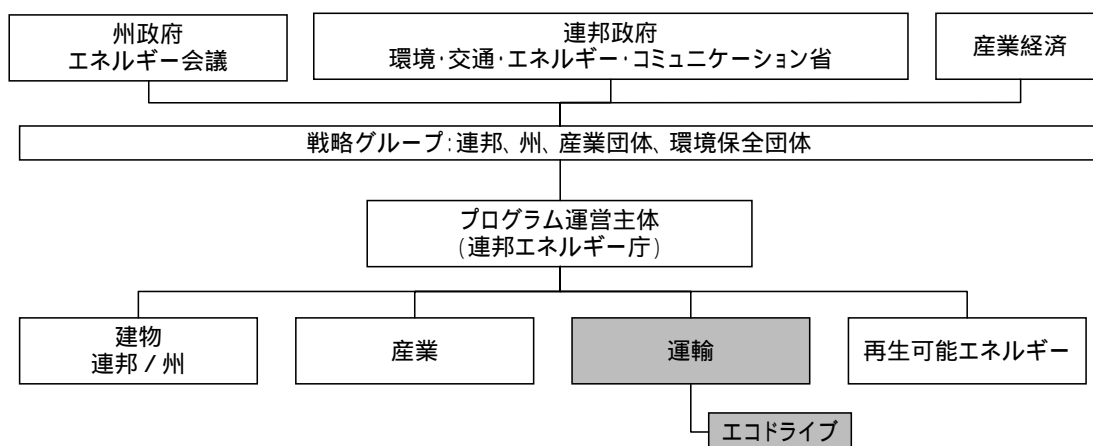 州政府
エネルギー会議
連邦政府
環境・交通・エネルギー・コミュニケーション省
産業経済
戦略グループ:連邦、州、産業団体、環境保全団体
プログラム運営主体
(連邦エネルギー庁)
建物
連邦 / 州
産業
運輸
再生可能エネルギー
エコドライブ